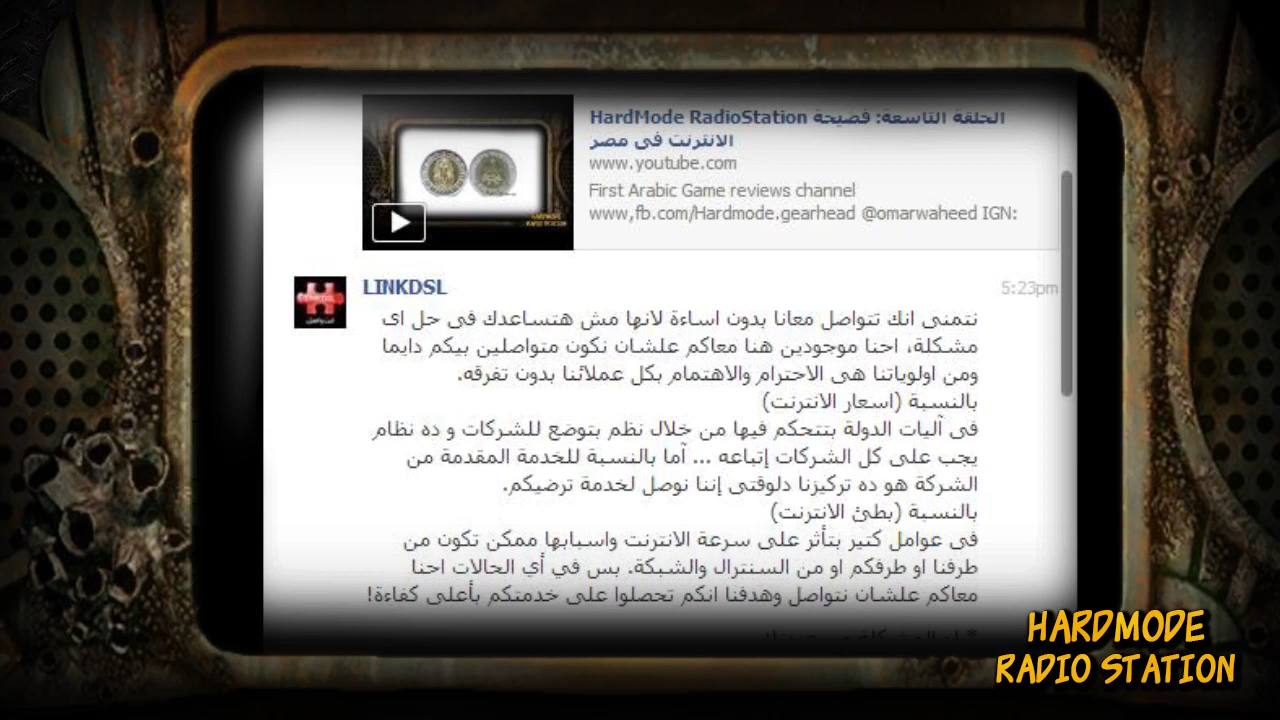 HardMode RadioStation الحلقة التاسعة: فضيحة
الانترنت فى مصر
www.youtube.com
First Arabic Game reviews channel
www,fb.com/Hardmode.gearhead @omarwaheed IGN:
HARDMODE
RADIO STATION
LINKDSL
5:23pm
نتمنى انك تتواصل معانا بدون اساءة لانها مش هتساعدك فى حل اى
مشكلة، احنا موجودين هنا معاكم علشان نكون متواصلين بيكم دايما
ومن اولوياتنا هى الاحترام والاهتمام بكل عملائنا بدون تفرقه.
بالنسبة (اسعار الانترنت)
فى آليات الدولة بتتحكم فيها من خلال نظم بتوضع للشركات و ده نظام
يجب على كل الشركات إتباعه ... آما بالنسبة للخدمة المقدمة من
الشركة هو ده تركيزنا دلوقتى إننا نوصل لخدمة ترضيكم.
بالنسبة (بطئ الانترنت)
فى عوامل كتير بتأثر على سرعة الانترنت واسبابها ممكن تكون من
طرفنا او طرفكم او من السنترال والشبكة. بس في أي الحالات احنا
معاكم علشان نتواصل وهدفنا انكم تحصلوا على خدمتكم بأعلى كفاءة!
HARDMODE
RADIO STATION